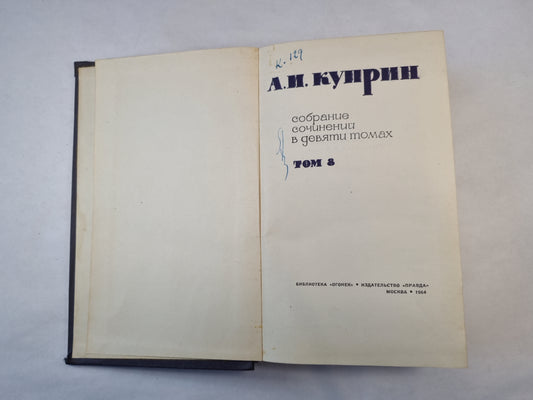 К-129
А.И. Куприн
собрание
сочинений
в девяти томах
том 8
БИБЛИОТЕКА «ОГОНЕК» • ИЗДАТЕЛЬСТВО «ПРАВДА»
МОСКВА • 1964